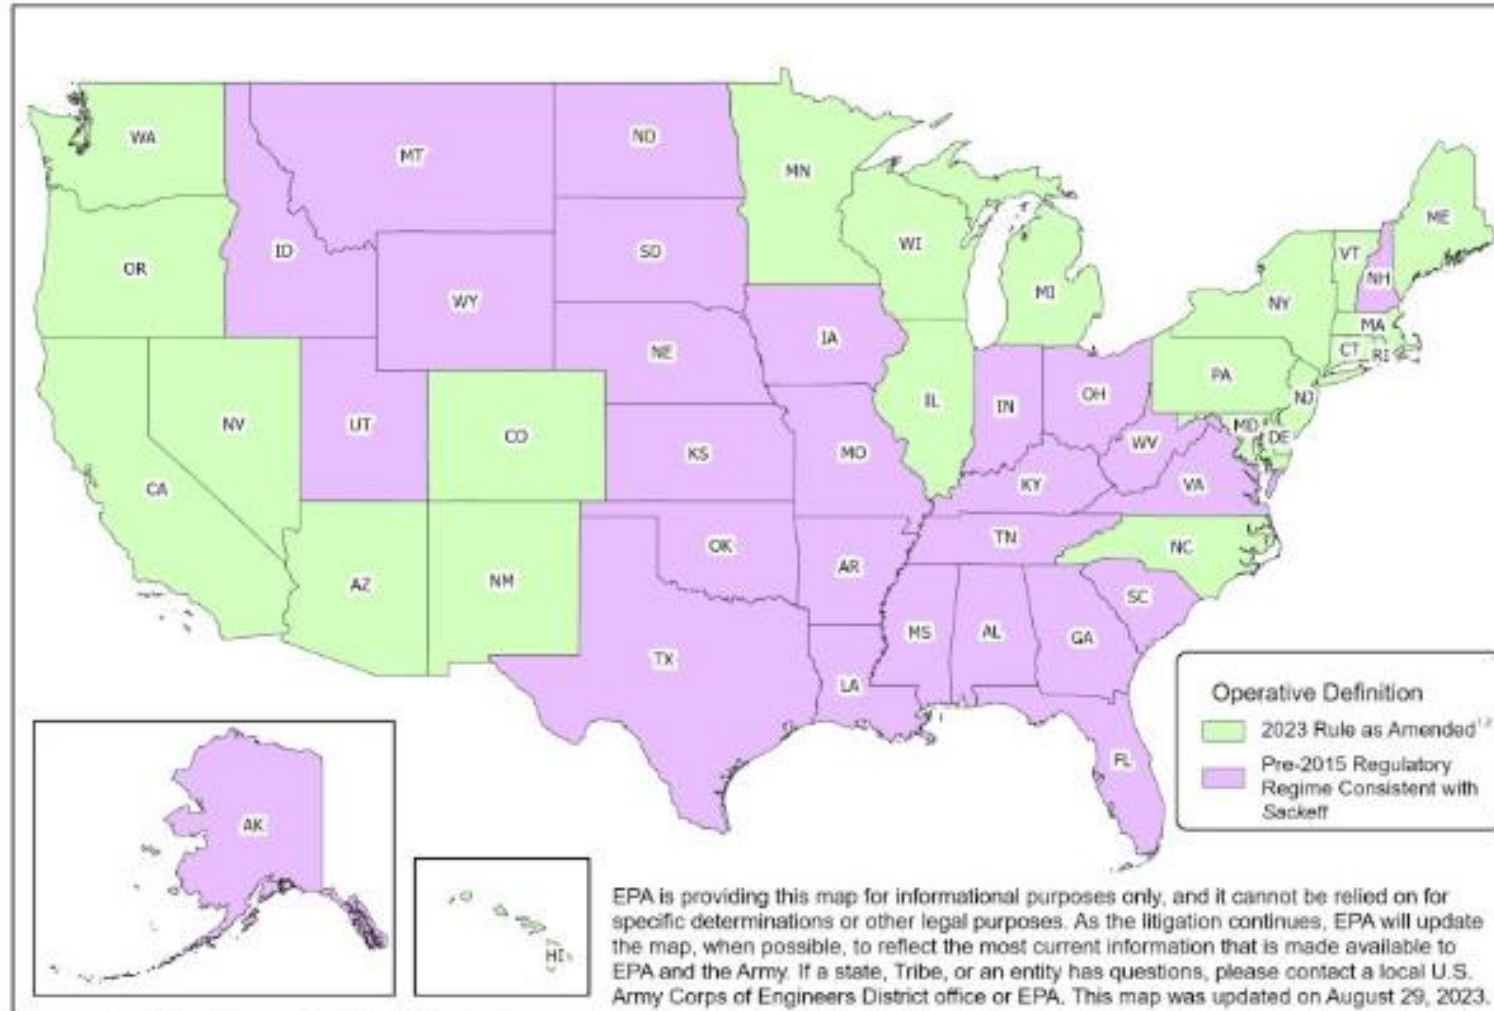 WA
MT
ND
MN
ME
OR
ID
SD
WI
VT
NH
WY
MI
NY
MA
IA
NE
CT
RI
PA
NV
UT
CO
IL
IN
OH
NJ
KS
MO
WV
MD
DE
CA
KY
VA
AZ
NM
OK
AR
TN
NC
SC
TX
MS
AL
GA
LA
FL
AK
HI
Operative Definition
2023 Rule as Amended1,2
Pre-2015 Regulatory
Regime Consistent with
Sackett
EPA is providing this map for informational purposes only, and it cannot be relied on for
specific determinations or other legal purposes. As the litigation continues, EPA will update
the map, when possible, to reflect the most current information that is made available to
EPA and the Army. If a state, Tribe, or an entity has questions, please contact a local U.S.
Army Corps of Engineers District office or EPA. This map was updated on August 29, 2023.